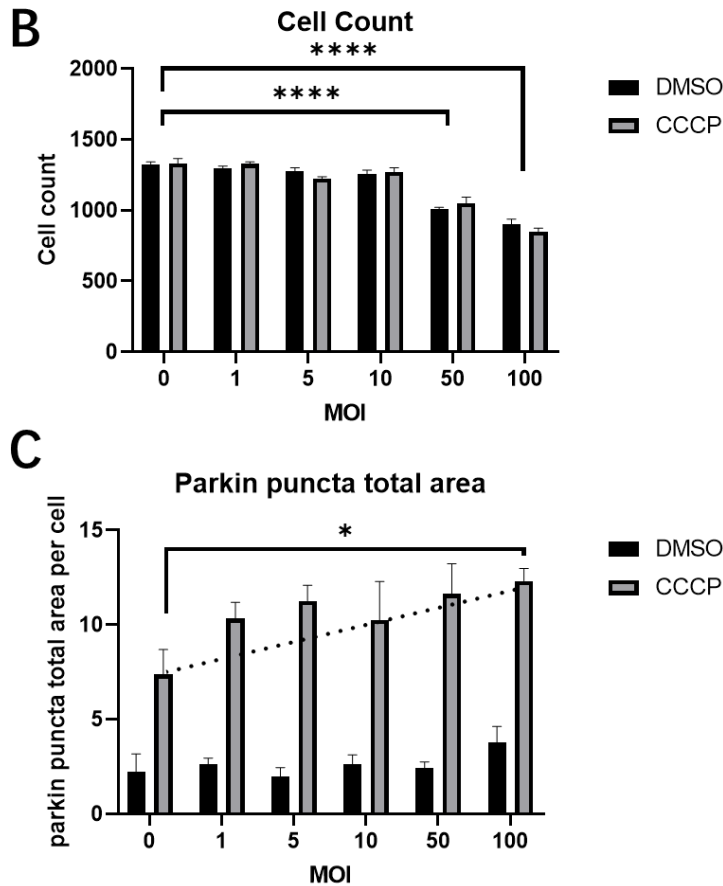 B
Cell Count
****
****
2000
1500
1000
500
0
Cell count
0 1 5 10 50 100
MOI
DMSO
CCCP
C
Parkin puncta total area
*
15
10
5
0
parkin puncta total area per cell
0 1 5 10 50 100
MOI
DMSO
CCCP